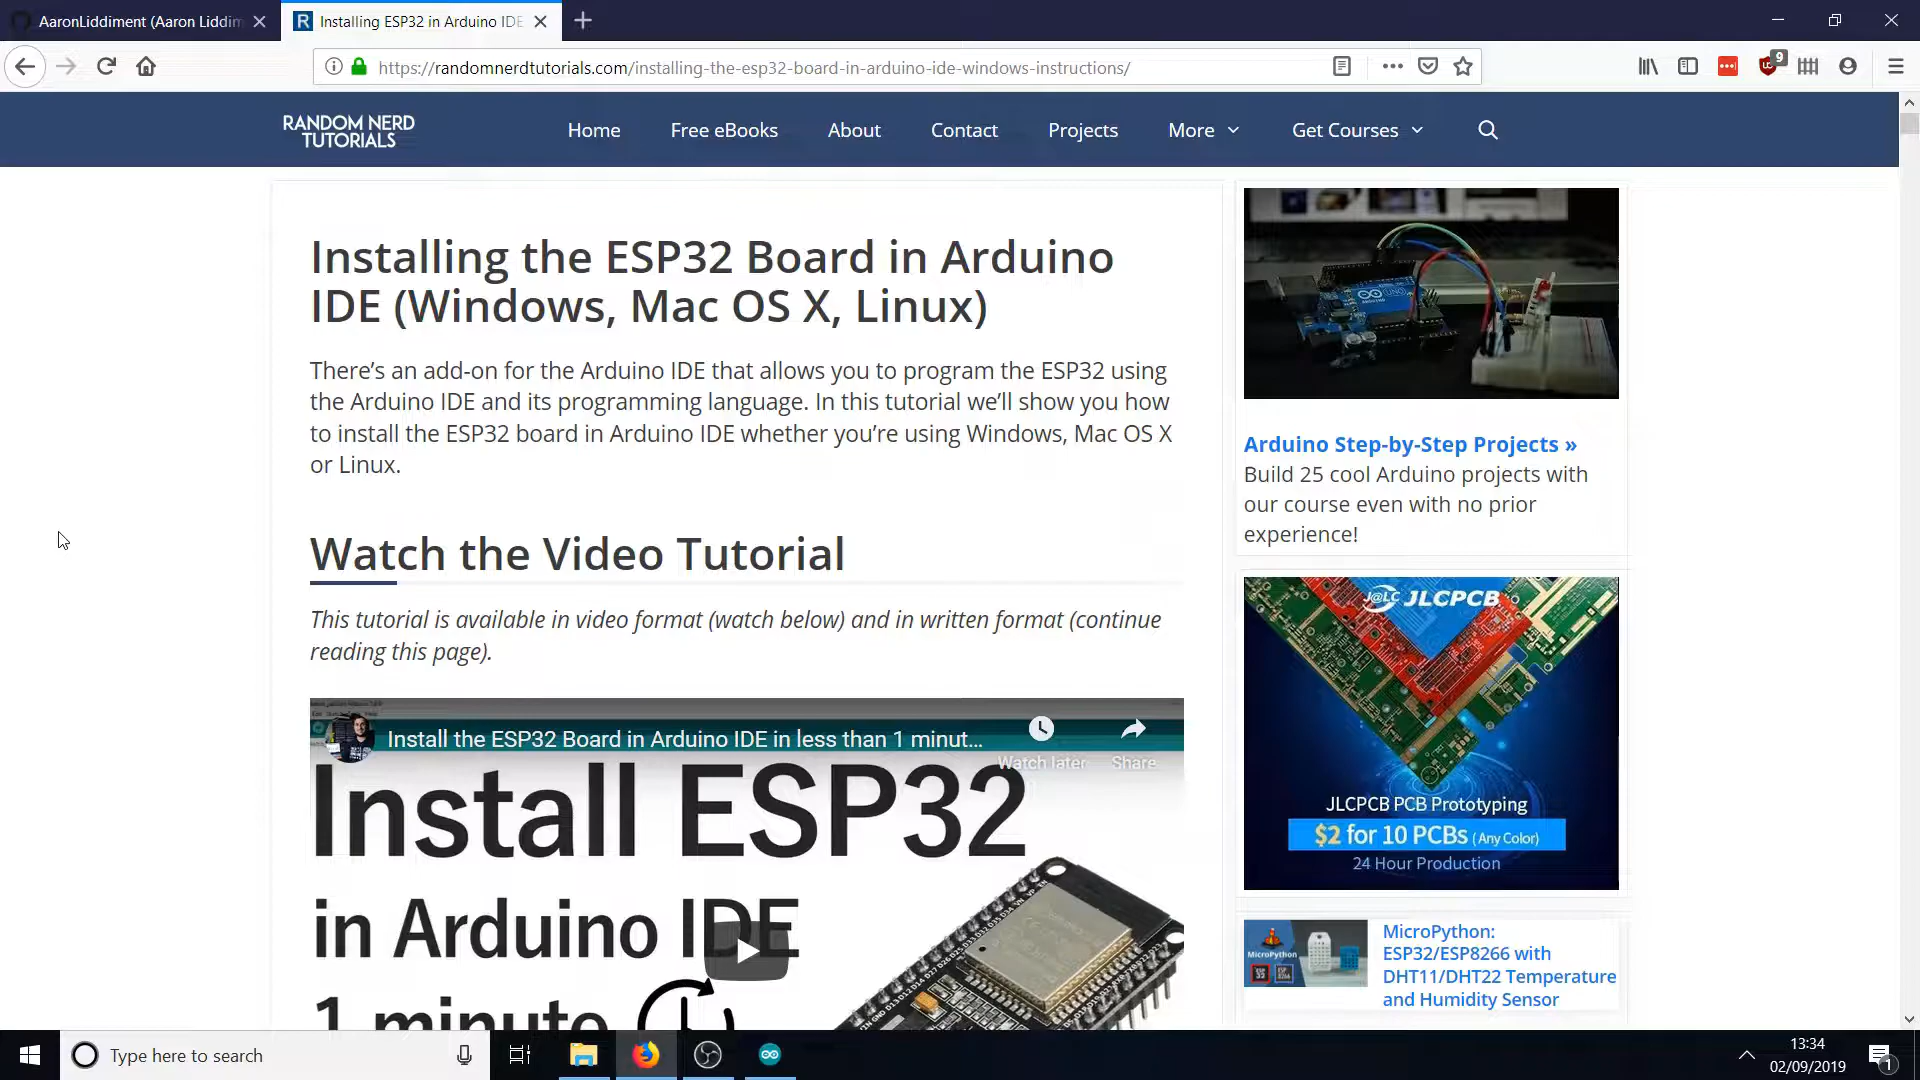 AaronLiddiment (Aaron Liddim
Installing ESP32 in Arduino IDE
https://randomnerdtutorials.com/installing-the-esp32-board-in-arduino-ide-windows-instructions/
9
RANDOM NERD
TUTORIALS
Home
Free eBooks
About
Contact
Projects
More
Get Courses
Installing the ESP32 Board in Arduino
IDE (Windows, Mac OS X, Linux)
There’s an add-on for the Arduino IDE that allows you to program the ESP32 using
the Arduino IDE and its programming language. In this tutorial we’ll show you how
to install the ESP32 board in Arduino IDE whether you’re using Windows, Mac OS X
or Linux.
Watch the Video Tutorial
This tutorial is available in video format (watch below) and in written format (continue
reading this page).
Install the ESP32 Board in Arduino IDE in less than 1 minut...
Watch later
Share
Install ESP32
in Arduino IDE
1 minute
Arduino Step-by-Step Projects »
Build 25 cool Arduino projects with
our course even with no prior
experience!
J@LC JLCPCB
JLCPCB PCB Prototyping
$2 for 10 PCBs (Any Color)
24 Hour Production
MicroPython
MicroPython:
ESP32/ESP8266 with
DHT11/DHT22 Temperature
and Humidity Sensor
Type here to search
13:34
02/09/2019
1